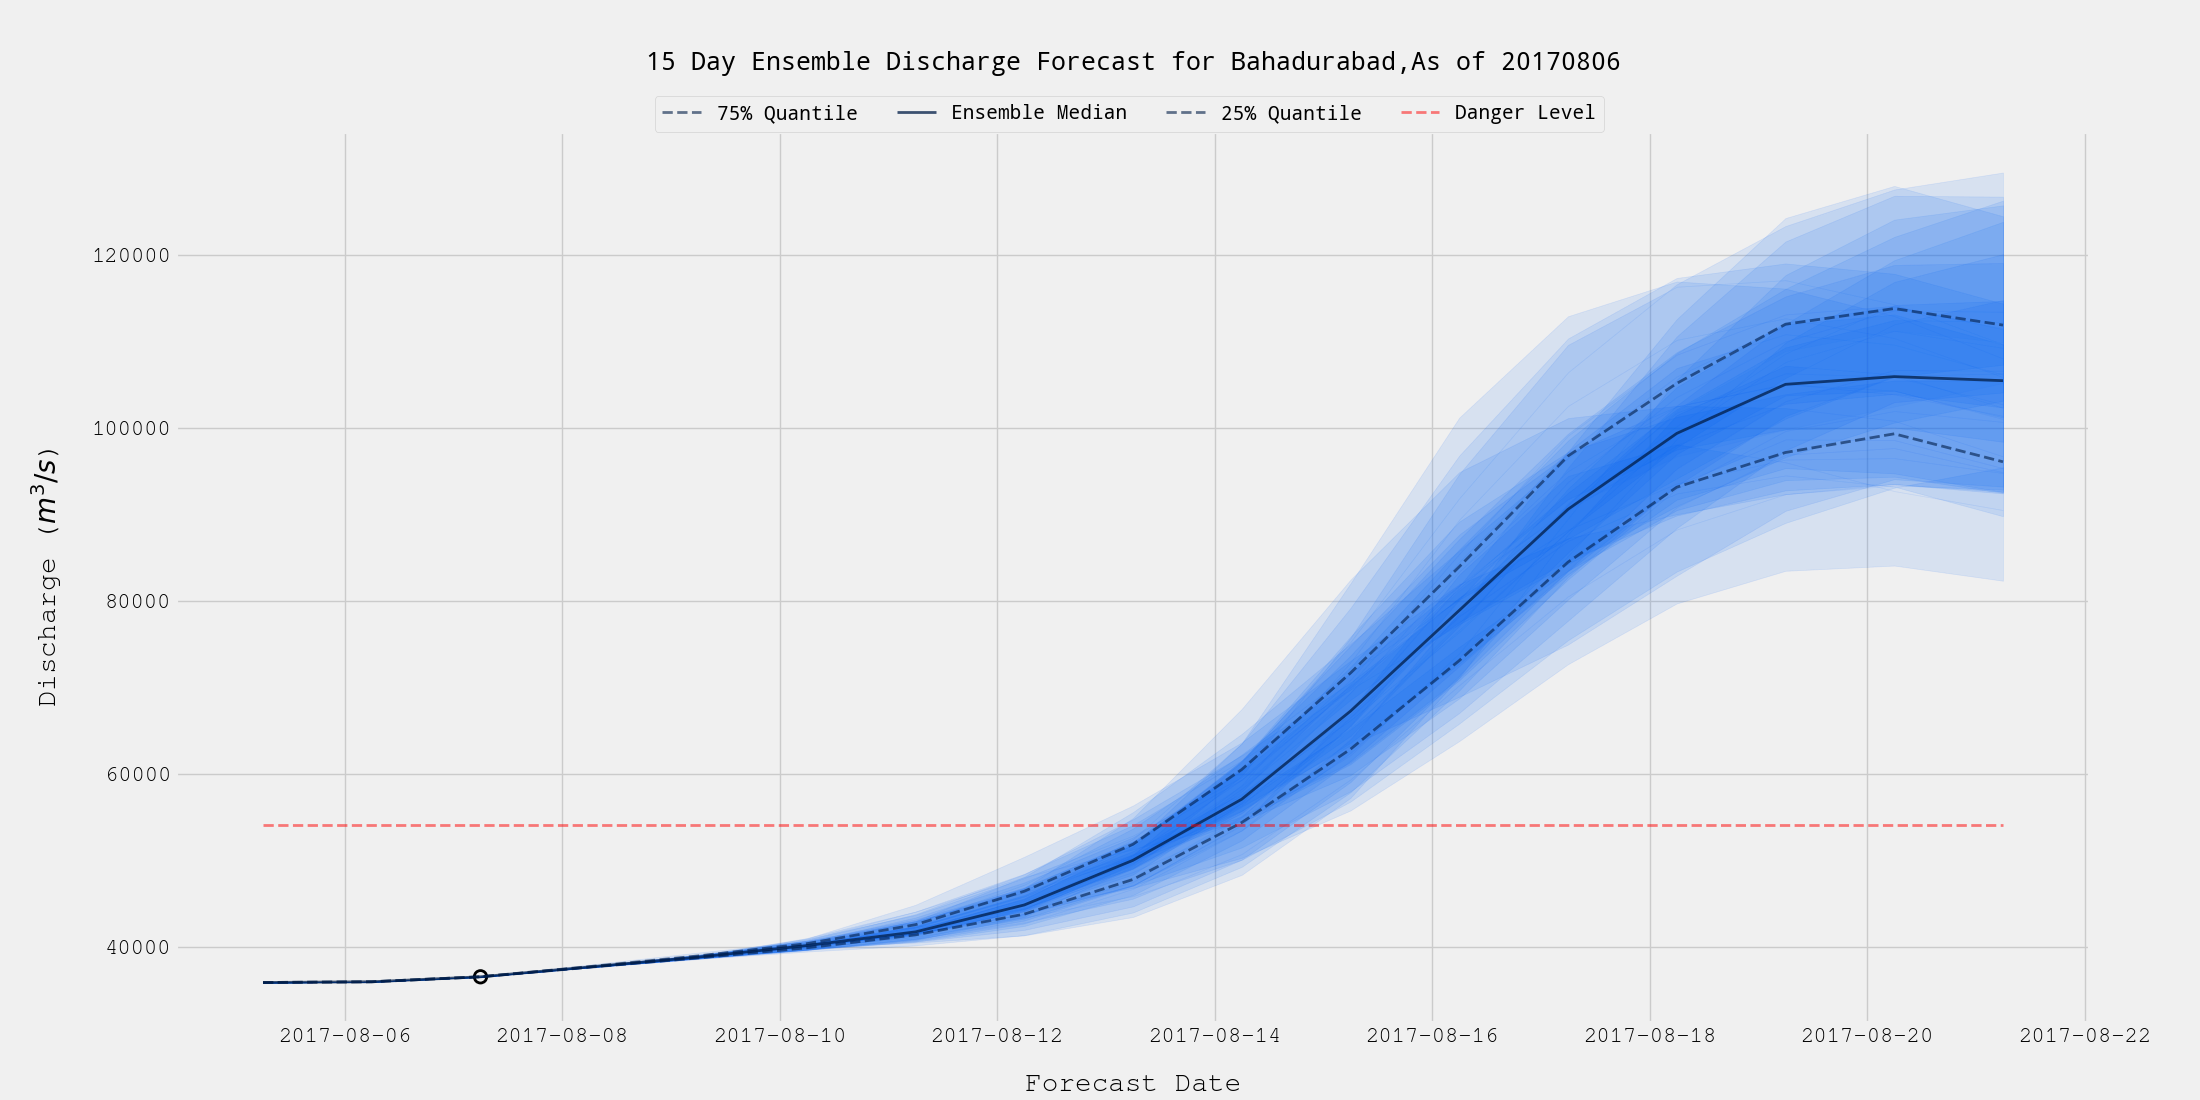 15 Day Ensemble Discharge Forecast for Bahadurabad,As of 20170806
75% Quantile Ensemble Median 25% Quantile Danger Level
120000
100000
80000
60000
40000
Discharge (m³/s)
2017-08-06 2017-08-08 2017-08-10 2017-08-12 2017-08-14 2017-08-16 2017-08-18 2017-08-20 2017-08-22
Forecast Date